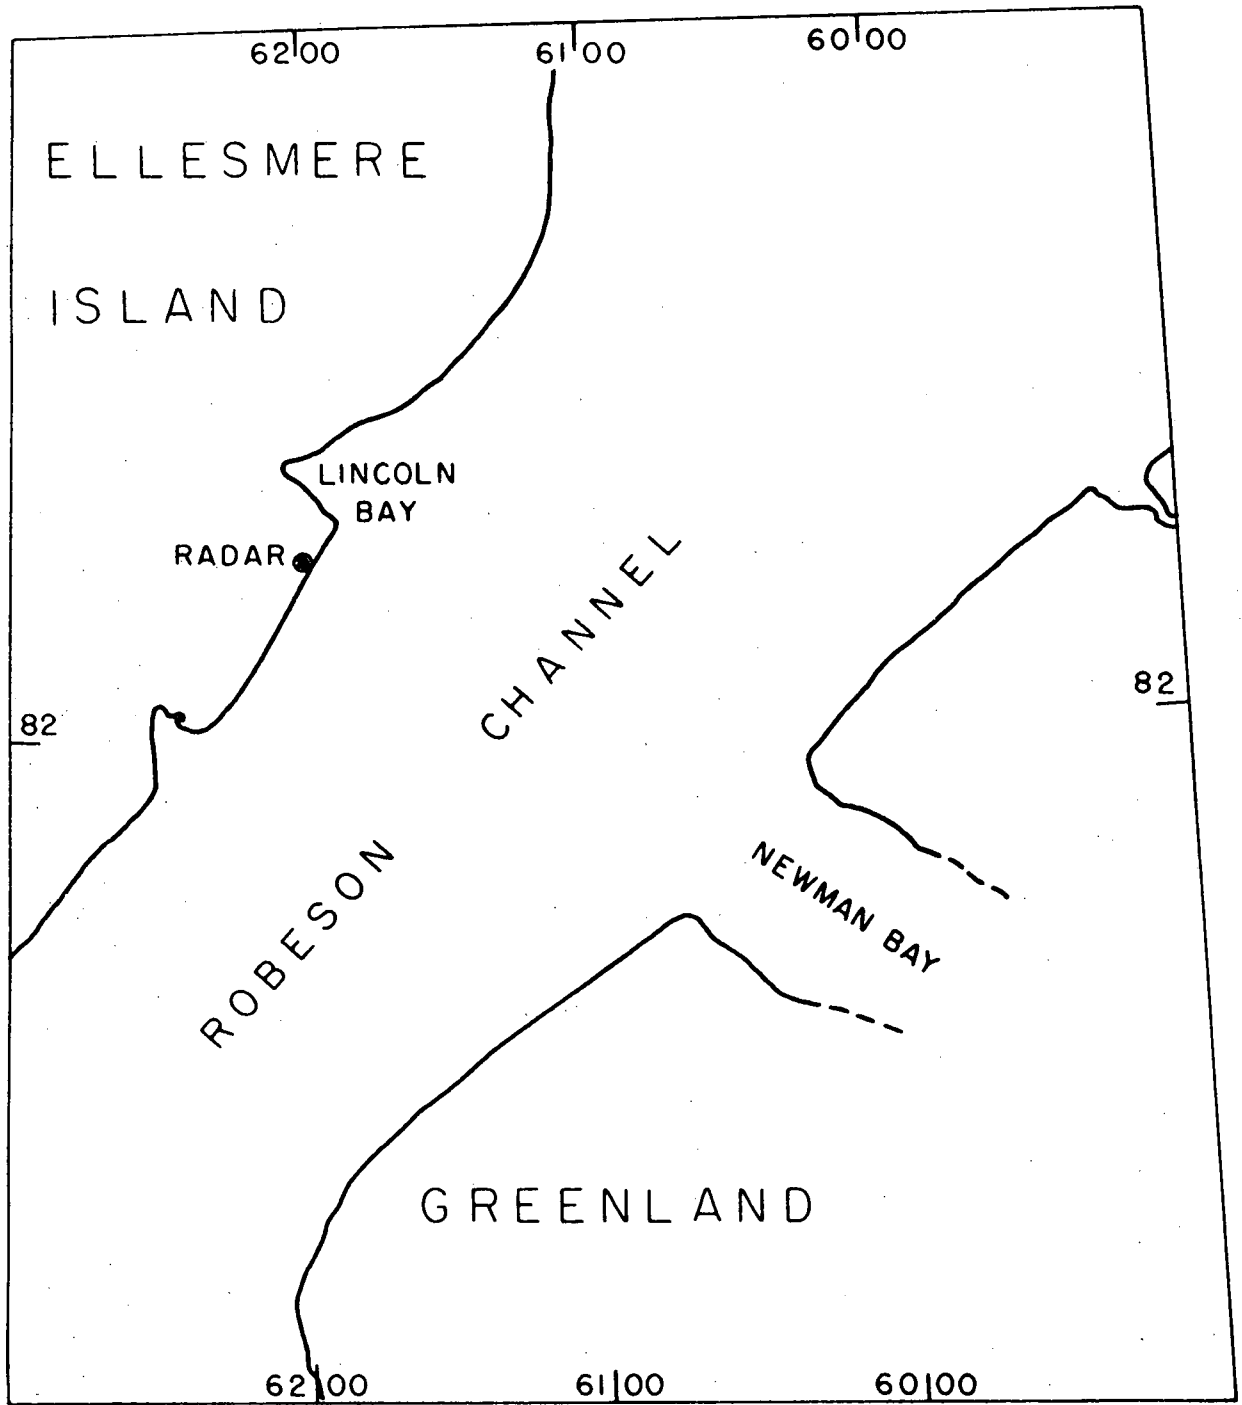 62°00
61°00
60°00
ELLESMERE
ISLAND
LINCOLN
BAY
RADAR
CHANNEL
82
82
ROBESON
NEWMAN BAY
GREENLAND
62°00
61°00
60°00